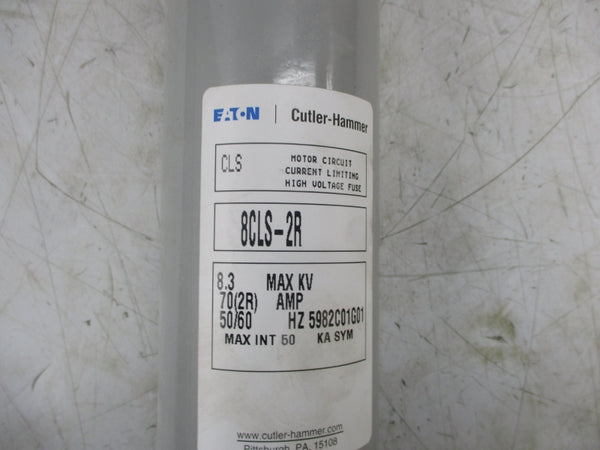 EATON | Cutler-Hammer
CLS
MOTOR CIRCUIT
CURRENT LIMITING
HIGH VOLTAGE FUSE
8CLS-2R
8.3 MAX KV
70(2R) AMP
50/60 HZ 5982C01G01
MAX INT 50 KA SYM
www.cutler-hammer.com
Pittsburgh, PA. 15108